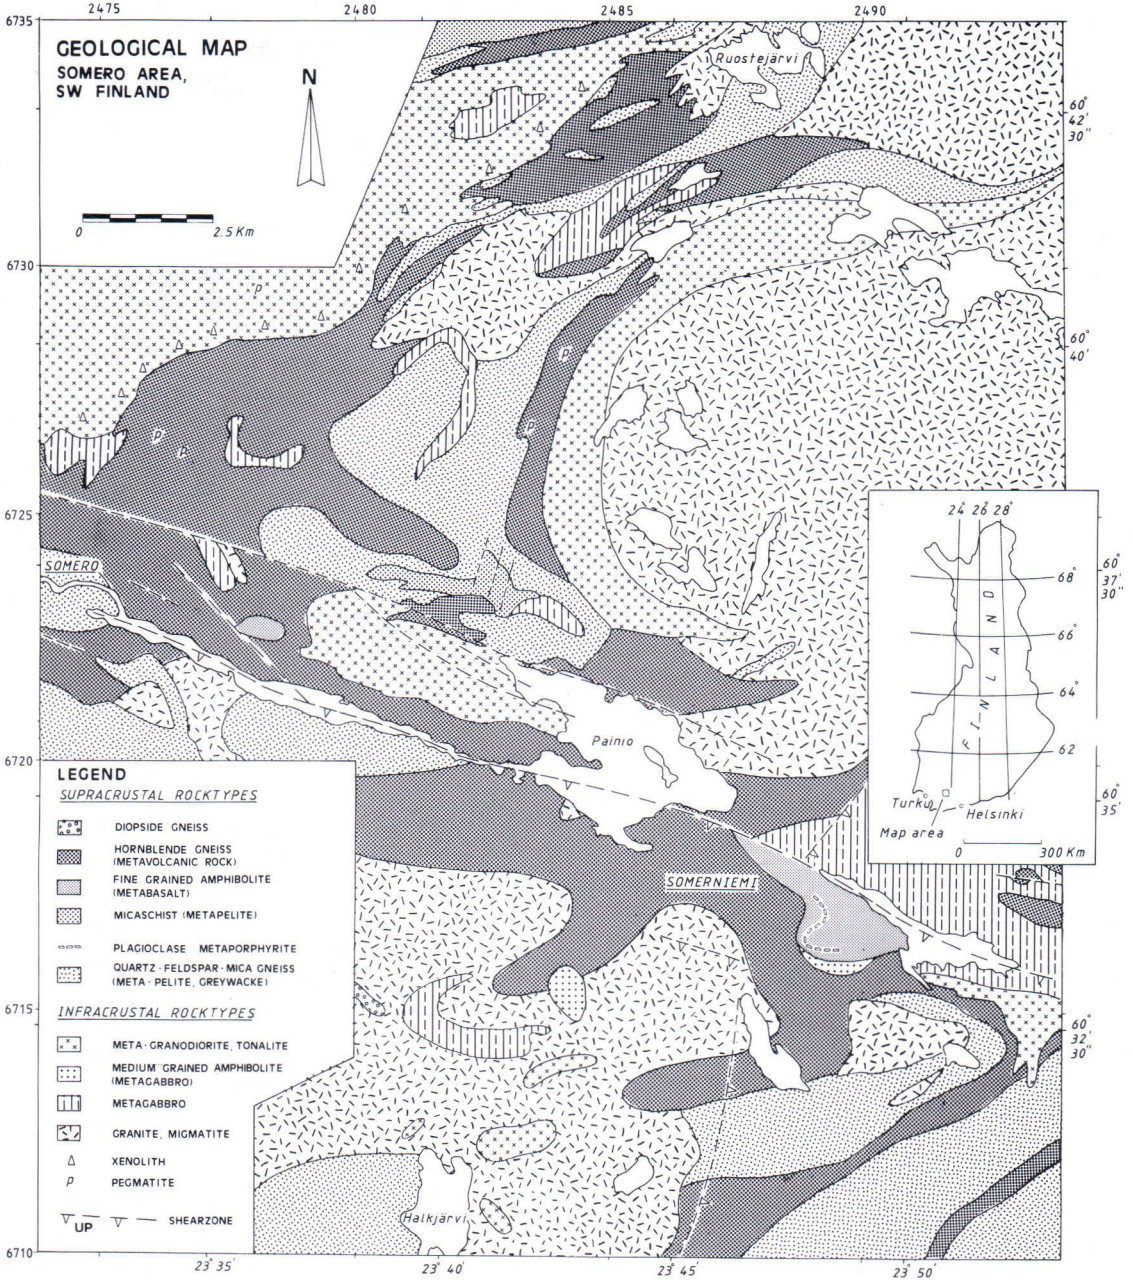 2475 2480 2485 2490
6735
GEOLOGICAL MAP
SOMERO AREA,
SW FINLAND
N
0 2.5 Km
Ruostejärvi
60°
42'
30"
6730
P
60°
40'
P
P
P
P
6725
SOMERO
24 26 28°
68°
66°
64°
62
FINLAND
Turku
Helsinki
Map area
0 300 Km
60°
37'
30"
Painio
6720
60°
35'
SOMERNIEMI
LEGEND
SUPRACRUSTAL ROCKTYPES
DIOPSIDE GNEISS
HORNBLENDE GNEISS
(METAVOLCANIC ROCK)
FINE GRAINED AMPHIBOLITE
(METABASALT)
MICASCHIST (METAPELITE)
PLAGIOCLASE METAPORPHYRITE
QUARTZ-FELDSPAR-MICA GNEISS
(META-PELITE, GREYWACKE)
INFRACRUSTAL ROCKTYPES
META-GRANODIORITE, TONALITE
MEDIUM GRAINED AMPHIBOLITE
(METAGABBRO)
METAGABBRO
GRANITE, MIGMATITE
XENOLITH
P PEGMATITE
UP SHEARZONE
6715
60°
32'
30"
Halkjärvi
6710
23°35' 23°40' 23°45' 23°50'